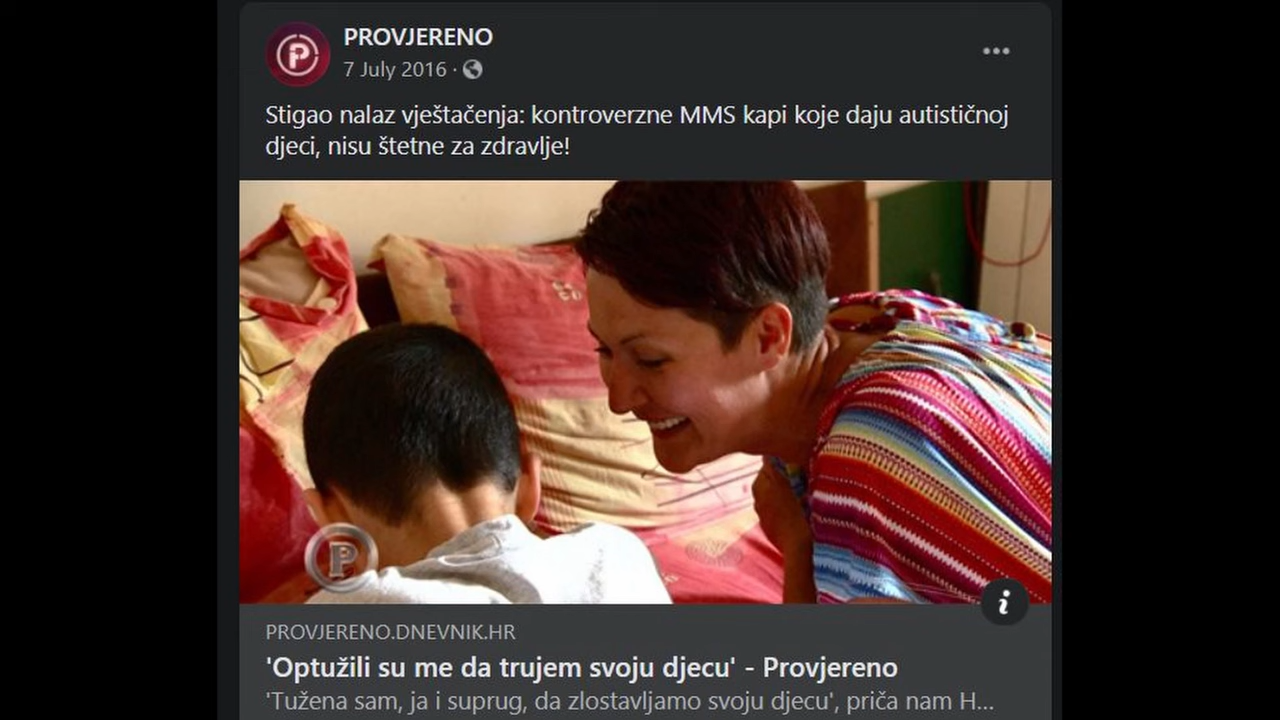 PROVJERENO
7 July 2016 ·
Stigao nalaz vještačenja: kontroverzne MMS kapi koje daju autističnoj
djeci, nisu štetne za zdravlje!
P
PROVJERENO.DNEVNIK.HR
'Optužili su me da trujem svoju djecu' - Provjereno
'Tužena sam, ja i suprug, da zlostavljamo svoju djecu', priča nam H...